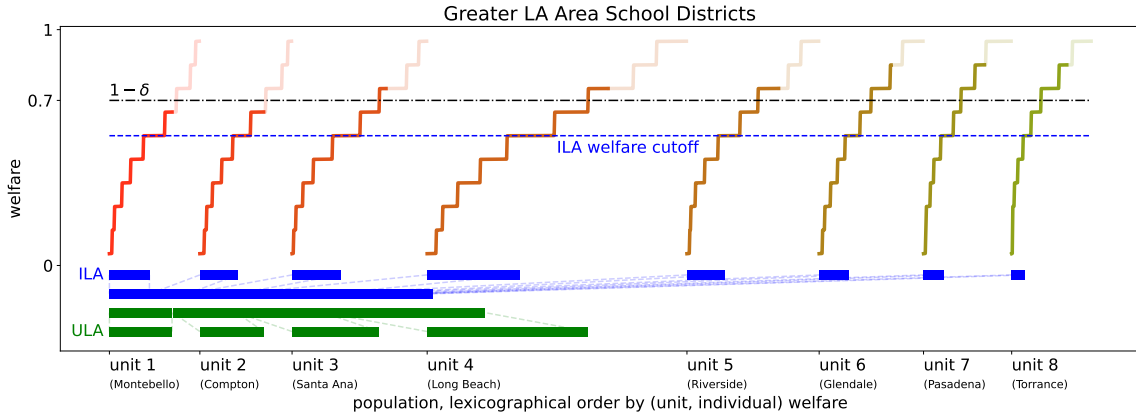 Greater LA Area School Districts
1
1 − δ
0.7
ILA welfare cutoff
welfare
0
ILA
ULA
unit 1 unit 2 unit 3 unit 4 unit 5 unit 6 unit 7 unit 8
(Montebello) (Compton) (Santa Ana) (Long Beach) (Riverside) (Glendale) (Pasadena) (Torrance)
population, lexicographical order by (unit, individual) welfare